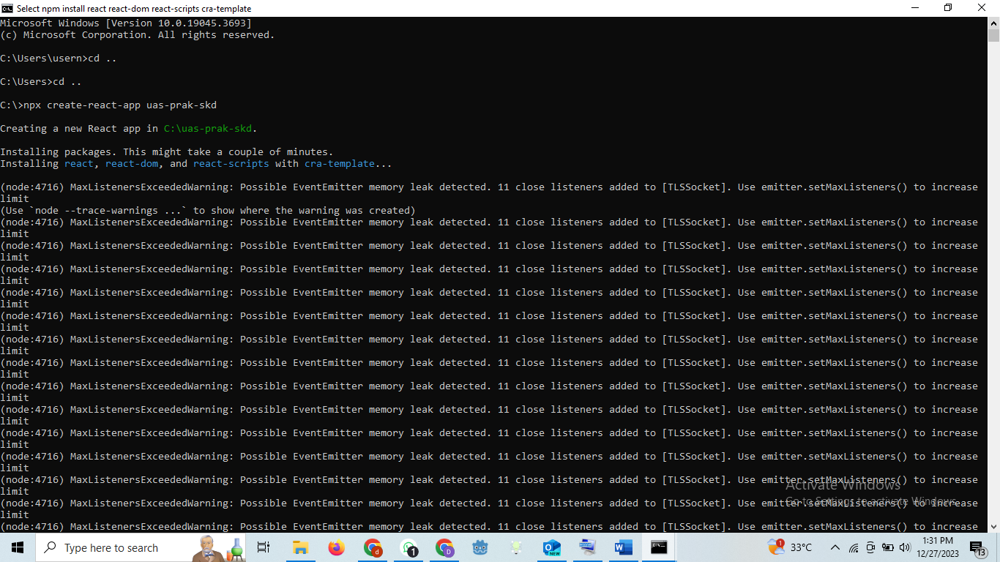 Select npm install react react-dom react-scripts cra-template
Microsoft Windows [Version 10.0.19045.3693]
(c) Microsoft Corporation. All rights reserved.
C:\Users\usern>cd ..
C:\Users>cd ..
C:\>npx create-react-app uas-prak-skd
Creating a new React app in C:\uas-prak-skd.
Installing packages. This might take a couple of minutes.
Installing react, react-dom, and react-scripts with cra-template...
(node:4716) MaxListenersExceededWarning: Possible EventEmitter memory leak detected. 11 close listeners added to [TLSSocket]. Use emitter.setMaxListeners() to increase
limit
(Use `node --trace-warnings ...` to show where the warning was created)
(node:4716) MaxListenersExceededWarning: Possible EventEmitter memory leak detected. 11 close listeners added to [TLSSocket]. Use emitter.setMaxListeners() to increase
limit
(node:4716) MaxListenersExceededWarning: Possible EventEmitter memory leak detected. 11 close listeners added to [TLSSocket]. Use emitter.setMaxListeners() to increase
limit
(node:4716) MaxListenersExceededWarning: Possible EventEmitter memory leak detected. 11 close listeners added to [TLSSocket]. Use emitter.setMaxListeners() to increase
limit
(node:4716) MaxListenersExceededWarning: Possible EventEmitter memory leak detected. 11 close listeners added to [TLSSocket]. Use emitter.setMaxListeners() to increase
limit
(node:4716) MaxListenersExceededWarning: Possible EventEmitter memory leak detected. 11 close listeners added to [TLSSocket]. Use emitter.setMaxListeners() to increase
limit
(node:4716) MaxListenersExceededWarning: Possible EventEmitter memory leak detected. 11 close listeners added to [TLSSocket]. Use emitter.setMaxListeners() to increase
limit
(node:4716) MaxListenersExceededWarning: Possible EventEmitter memory leak detected. 11 close listeners added to [TLSSocket]. Use emitter.setMaxListeners() to increase
limit
(node:4716) MaxListenersExceededWarning: Possible EventEmitter memory leak detected. 11 close listeners added to [TLSSocket]. Use emitter.setMaxListeners() to increase
limit
(node:4716) MaxListenersExceededWarning: Possible EventEmitter memory leak detected. 11 close listeners added to [TLSSocket]. Use emitter.setMaxListeners() to increase
limit
(node:4716) MaxListenersExceededWarning: Possible EventEmitter memory leak detected. 11 close listeners added to [TLSSocket]. Use emitter.setMaxListeners() to increase
limit
(node:4716) MaxListenersExceededWarning: Possible EventEmitter memory leak detected. 11 close listeners added to [TLSSocket]. Use emitter.setMaxListeners() to increase
limit
(node:4716) MaxListenersExceededWarning: Possible EventEmitter memory leak detected. 11 close listeners added to [TLSSocket]. Use emitter.setMaxListeners() to increase
limit
(node:4716) MaxListenersExceededWarning: Possible EventEmitter memory leak detected. 11 close listeners added to [TLSSocket]. Use emitter.setMaxListeners() to increase
limit
(node:4716) MaxListenersExceededWarning: Possible EventEmitter memory leak detected. 11 close listeners added to [TLSSocket]. Use emitter.setMaxListeners() to increase
Activate Windows
Go to Settings to activate Windows.
Type here to search
33°C
1:31 PM
12/27/2023
13